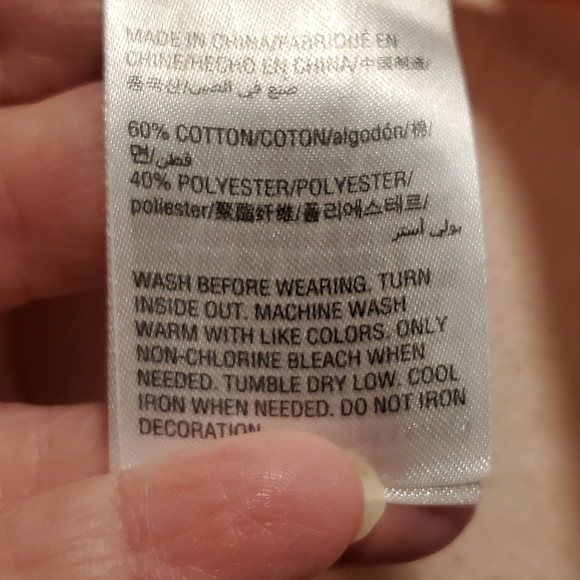 MADE IN CHINA/FABRIQUÉ EN
CHINE/HECHO EN CHINA/中国制造/
중국산/صنع في الصين
60% COTTON/COTON/algodón/棉/
면/قطن
40% POLYESTER/POLYESTER/
poliester/聚酯纤维/폴리에스테르/
بولي أستر
WASH BEFORE WEARING. TURN
INSIDE OUT. MACHINE WASH
WARM WITH LIKE COLORS. ONLY
NON-CHLORINE BLEACH WHEN
NEEDED. TUMBLE DRY LOW. COOL
IRON WHEN NEEDED. DO NOT IRON
DECORATION